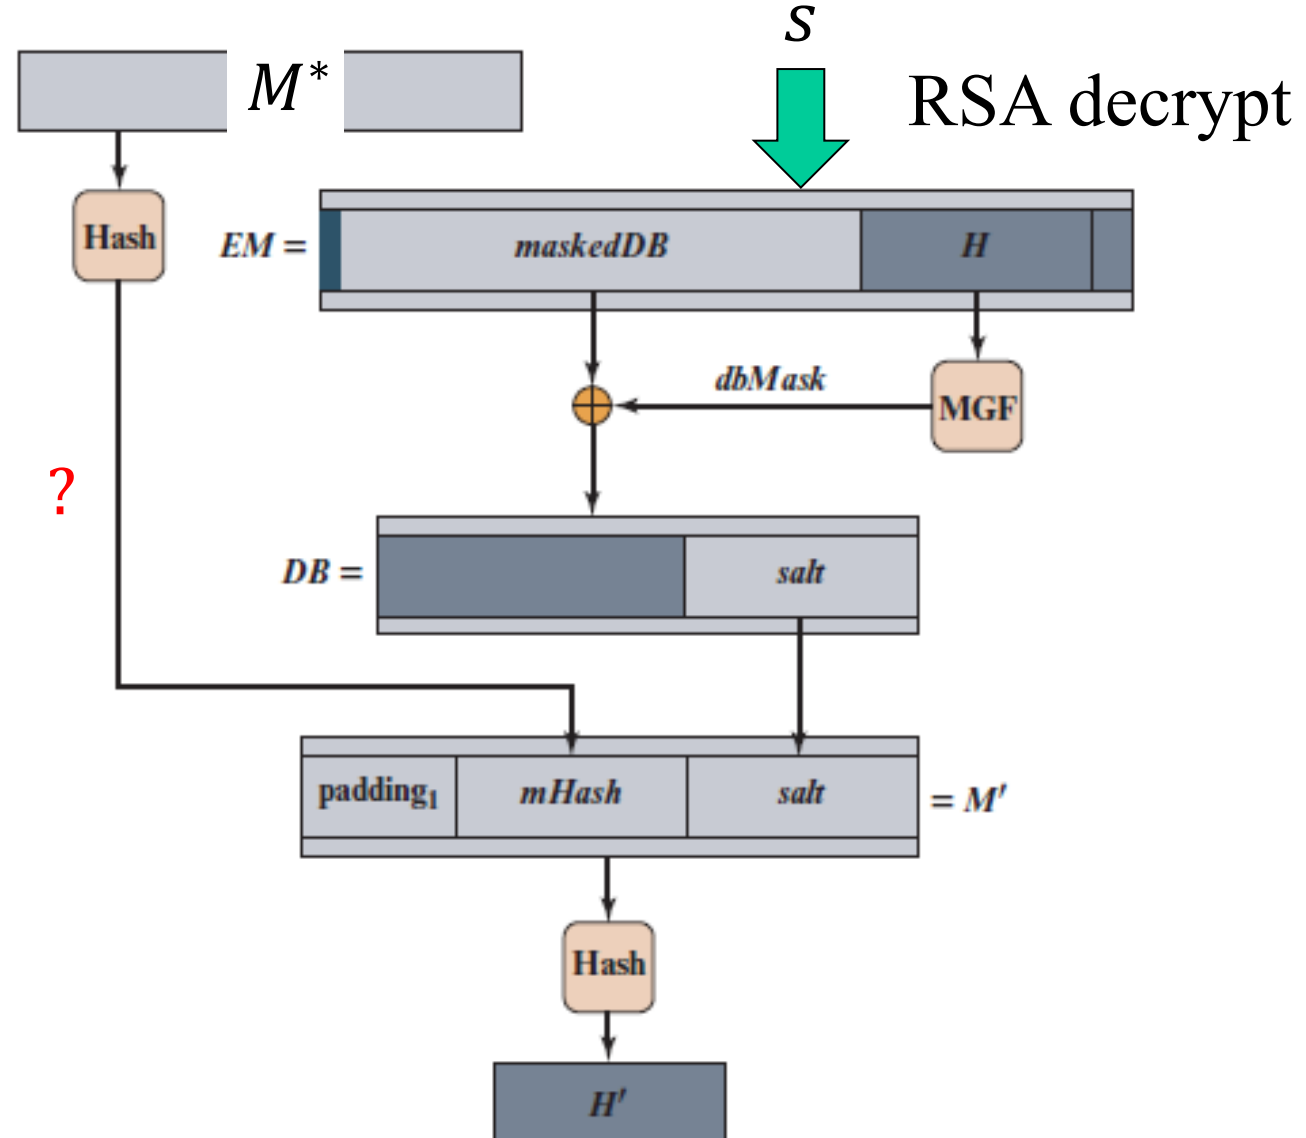 s
M*
RSA decrypt
Hash
EM =
maskedDB
H
dbMask
MGF
?
DB =
salt
padding₁
mHash
salt
= M′
Hash
H′